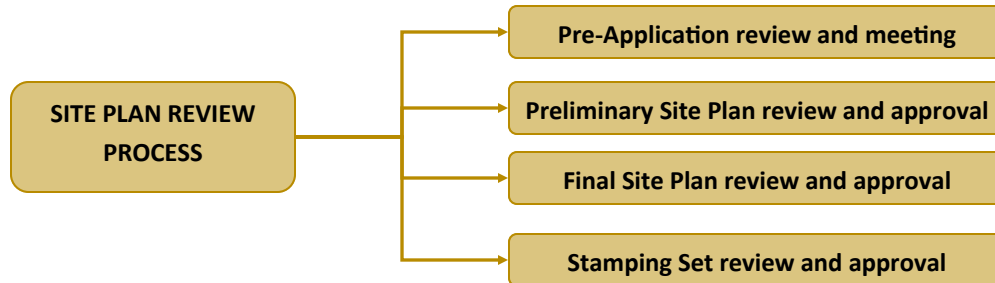 SITE PLAN REVIEW
PROCESS
Pre-Application review and meeting
Preliminary Site Plan review and approval
Final Site Plan review and approval
Stamping Set review and approval